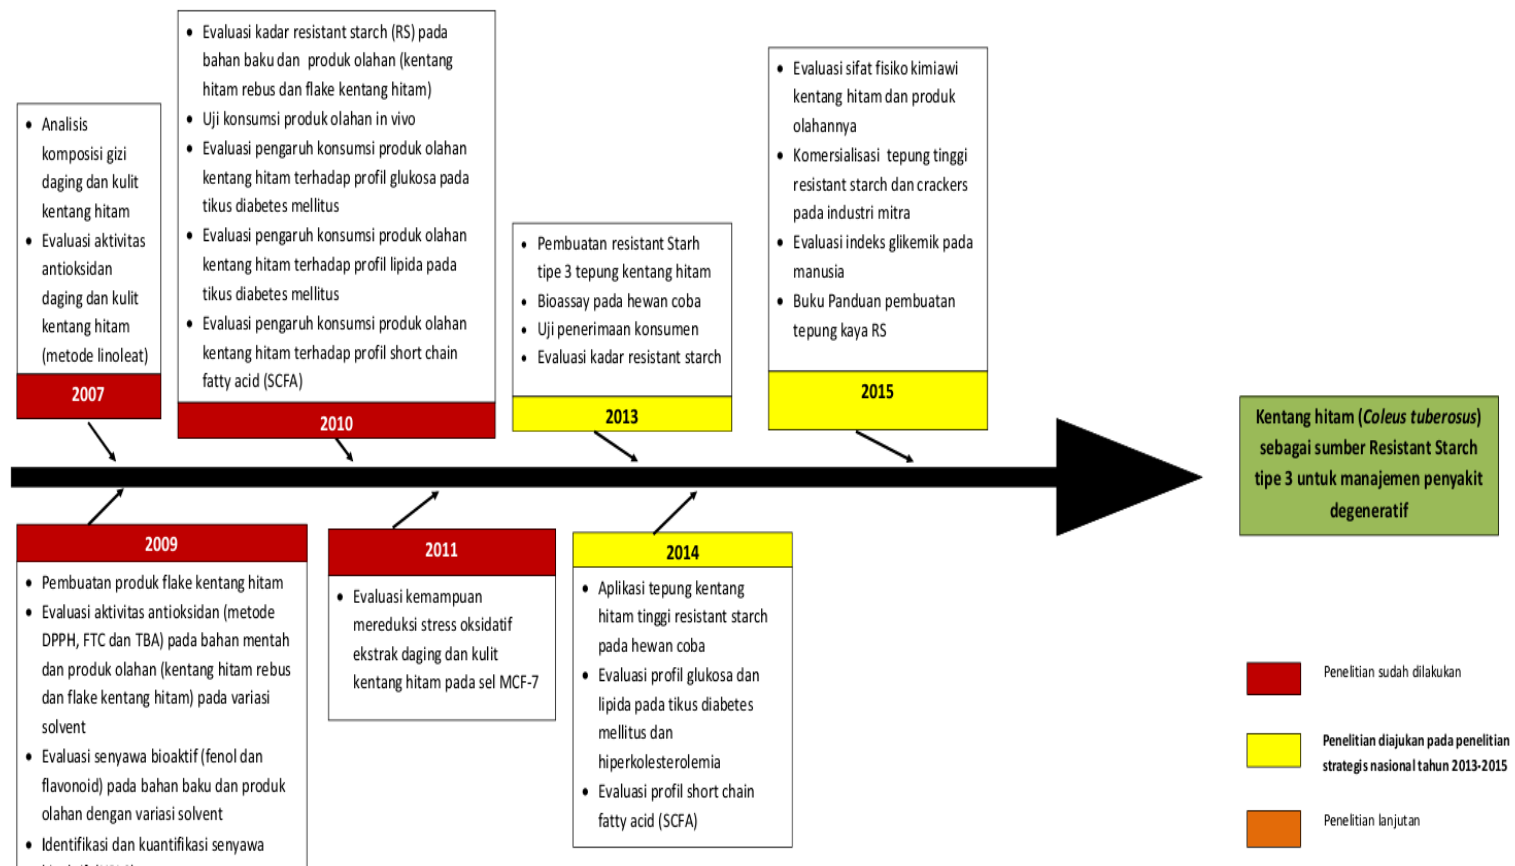 • Analisis
komposisi gizi
daging dan kulit
kentang hitam
• Evaluasi aktivitas
antioksidan
daging dan kulit
kentang hitam
(metode linoleat)
2007
• Evaluasi kadar resistant starch (RS) pada
bahan baku dan produk olahan (kentang
hitam rebus dan flake kentang hitam)
• Uji konsumsi produk olahan in vivo
• Evaluasi pengaruh konsumsi produk olahan
kentang hitam terhadap profil glukosa pada
tikus diabetes mellitus
• Evaluasi pengaruh konsumsi produk olahan
kentang hitam terhadap profil lipida pada
tikus diabetes mellitus
• Evaluasi pengaruh konsumsi produk olahan
kentang hitam terhadap profil short chain
fatty acid (SCFA)
2010
• Pembuatan resistant Starh
tipe 3 tepung kentang hitam
• Bioassay pada hewan coba
• Uji penerimaan konsumen
• Evaluasi kadar resistant starch
2013
• Evaluasi sifat fisiko kimiawi
kentang hitam dan produk
olahannya
• Komersialisasi tepung tinggi
resistant starch dan crackers
pada industri mitra
• Evaluasi indeks glikemik pada
manusia
• Buku Panduan pembuatan
tepung kaya RS
2015
Kentang hitam (Coleus tuberosus)
sebagai sumber Resistant Starch
tipe 3 untuk manajemen penyakit
degeneratif
2009
• Pembuatan produk flake kentang hitam
• Evaluasi aktivitas antioksidan (metode
DPPH, FTC dan TBA) pada bahan mentah
dan produk olahan (kentang hitam rebus
dan flake kentang hitam) pada variasi
solvent
• Evaluasi senyawa bioaktif (fenol dan
flavonoid) pada bahan baku dan produk
olahan dengan variasi solvent
• Identifikasi dan kuantifikasi senyawa
2011
• Evaluasi kemampuan
mereduksi stress oksidatif
ekstrak daging dan kulit
kentang hitam pada sel MCF-7
2014
• Aplikasi tepung kentang
hitam tinggi resistant starch
pada hewan coba
• Evaluasi profil glukosa dan
lipida pada tikus diabetes
mellitus dan
hiperkolesterolemia
• Evaluasi profil short chain
fatty acid (SCFA)
Penelitian sudah dilakukan
Penelitian diajukan pada penelitian
strategis nasional tahun 2013-2015
Penelitian lanjutan